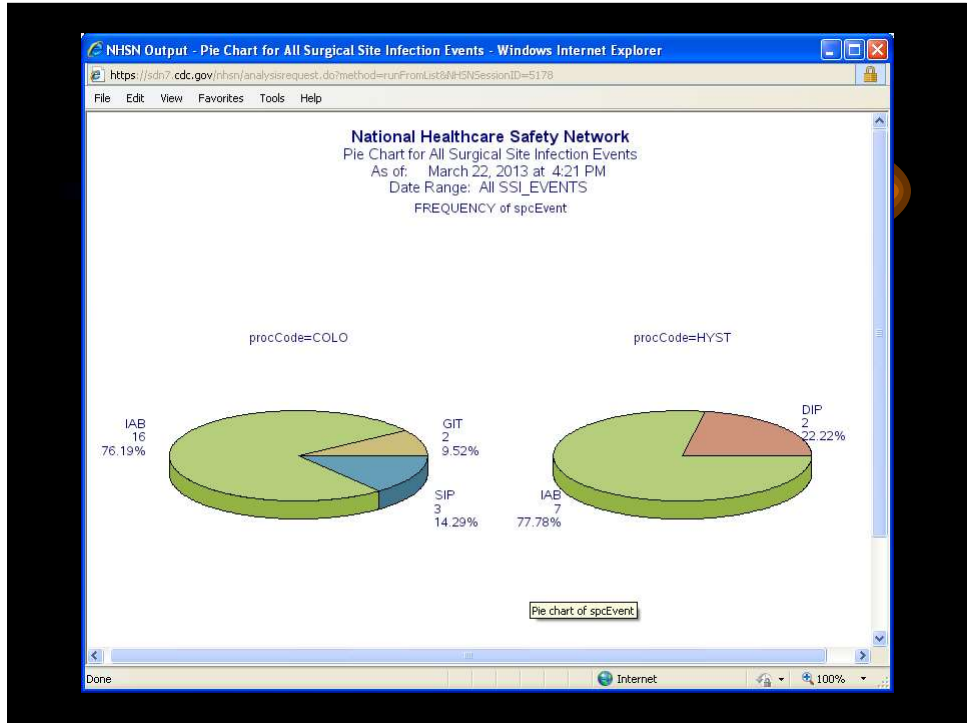 NHSN Output - Pie Chart for All Surgical Site Infection Events - Windows Internet Explorer
https://sdn7.cdc.gov/nhsn/analysisrequest.do?method=runFromList&NHSNSessionID=5178
File Edit View Favorites Tools Help
National Healthcare Safety Network
Pie Chart for All Surgical Site Infection Events
As of: March 22, 2013 at 4:21 PM
Date Range: All SSI_EVENTS
FREQUENCY of spcEvent
procCode=COLO
IAB
16
76.19%
GIT
2
9.52%
SIP
3
14.29%
procCode=HYST
DIP
2
22.22%
IAB
7
77.78%
Pie chart of spcEvent
Done Internet 100%